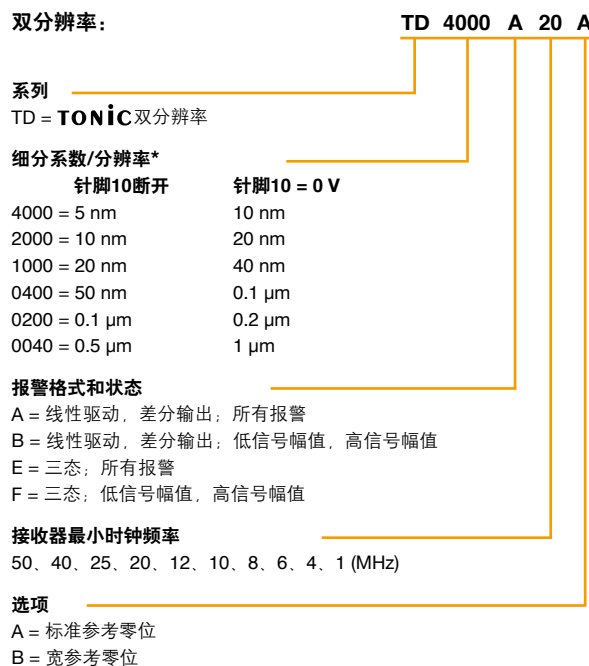 双分辨率： TD 4000 A 20 A
系列
TD = TONiC双分辨率
细分系数/分辨率*
针脚10断开 针脚10 = 0 V
4000 = 5 nm 10 nm
2000 = 10 nm 20 nm
1000 = 20 nm 40 nm
0400 = 50 nm 0.1 µm
0200 = 0.1 µm 0.2 µm
0040 = 0.5 µm 1 µm
报警格式和状态
A = 线性驱动，差分输出；所有报警
B = 线性驱动，差分输出；低信号幅值，高信号幅值
E = 三态；所有报警
F = 三态；低信号幅值，高信号幅值
接收器最小时钟频率
50、40、25、20、12、10、8、6、4、1 (MHz)
选项
A = 标准参考零位
B = 宽参考零位